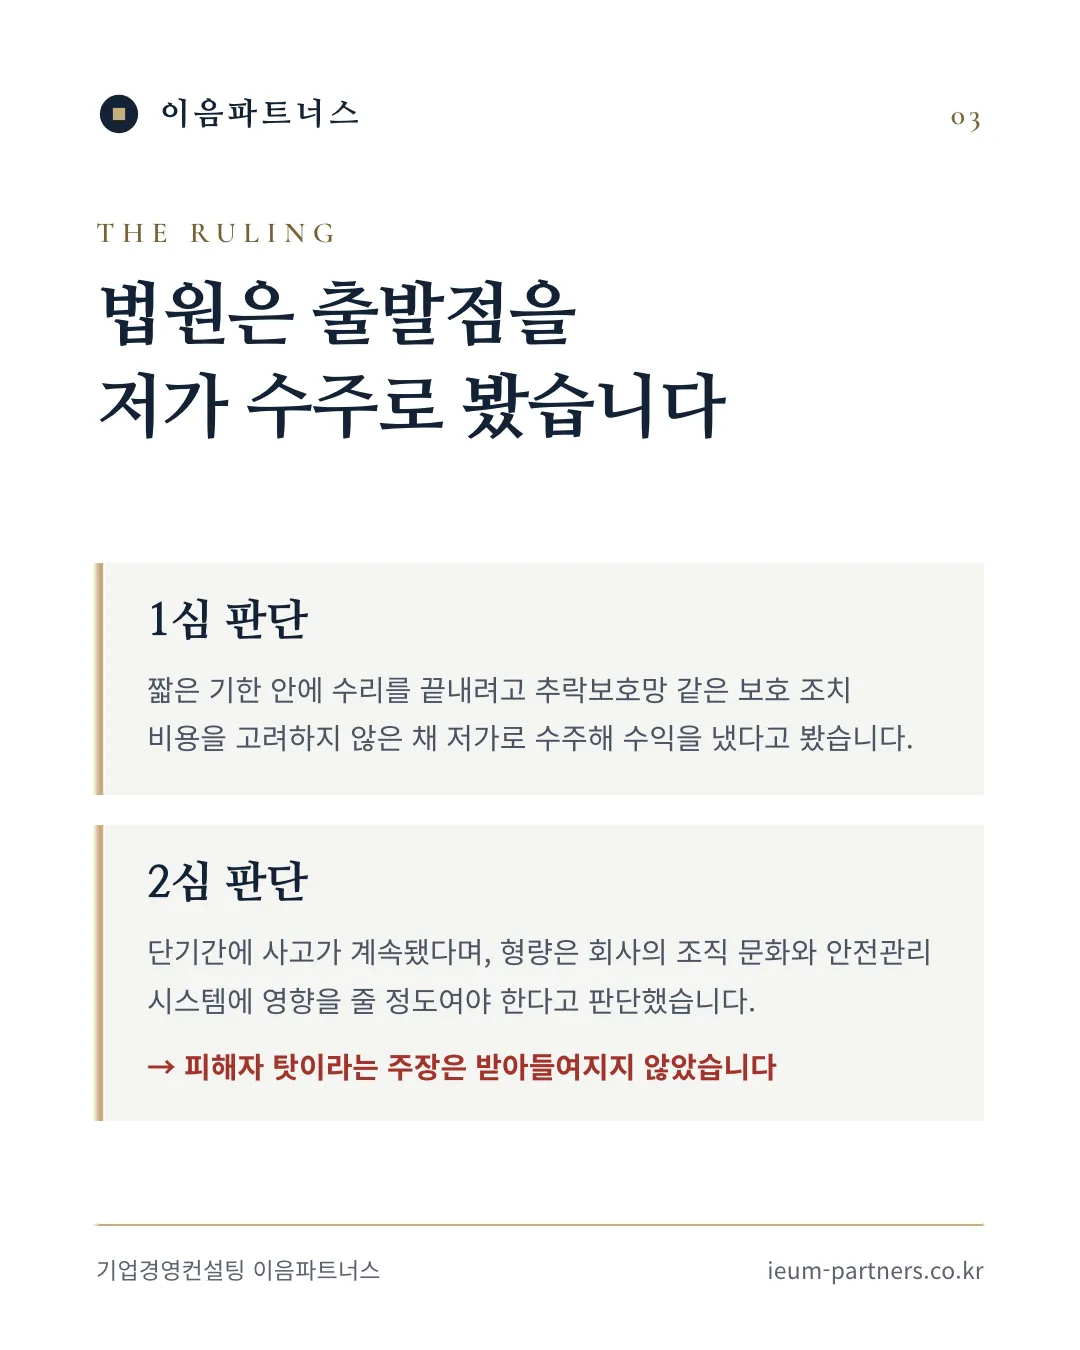 이음파트너스
03
THE RULING
법원은 출발점을
저가 수주로 봤습니다
1심 판단
짧은 기한 안에 수리를 끝내려고 추락보호망 같은 보호 조치
비용을 고려하지 않은 채 저가로 수주해 수익을 냈다고 봤습니다.
2심 판단
단기간에 사고가 계속됐다며, 형량은 회사의 조직 문화와 안전관리
시스템에 영향을 줄 정도여야 한다고 판단했습니다.
→ 피해자 탓이라는 주장은 받아들여지지 않았습니다
기업경영컨설팅 이음파트너스
ieum-partners.co.kr